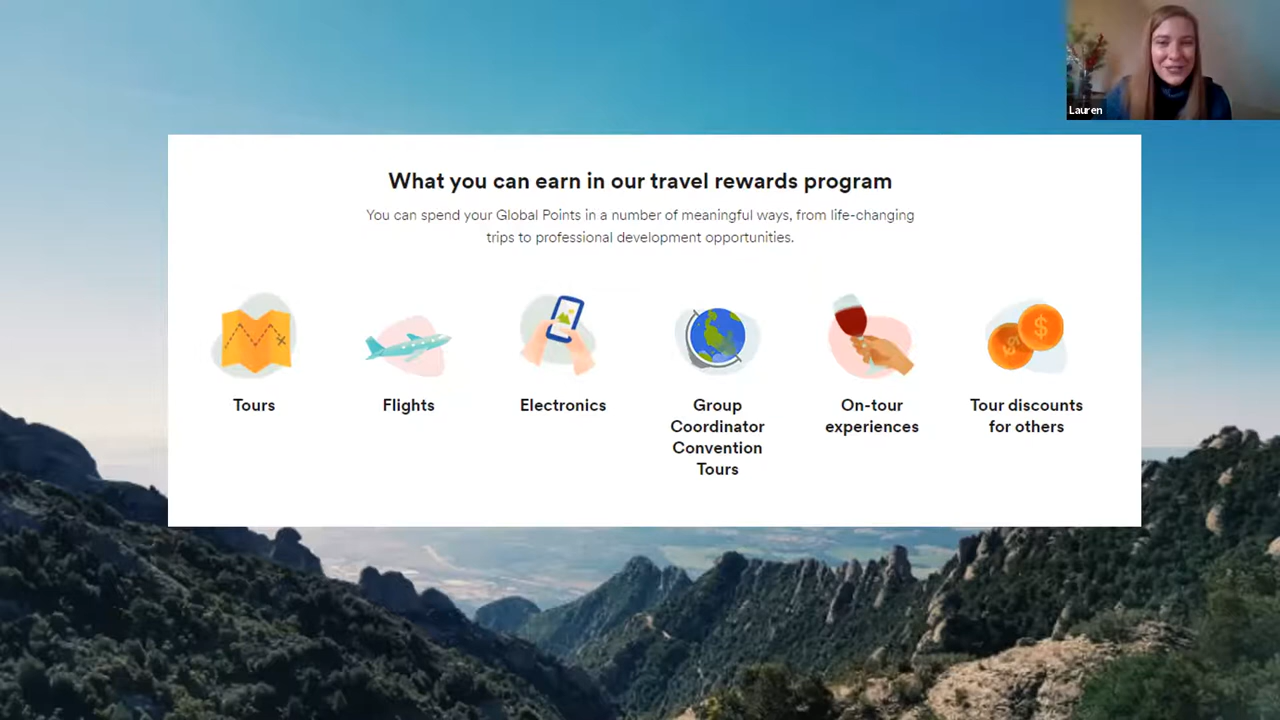 Lauren
What you can earn in our travel rewards program
You can spend your Global Points in a number of meaningful ways, from life-changing
trips to professional development opportunities.
Tours
Flights
Electronics
Group
Coordinator
Convention
Tours
On-tour
experiences
Tour discounts
for others